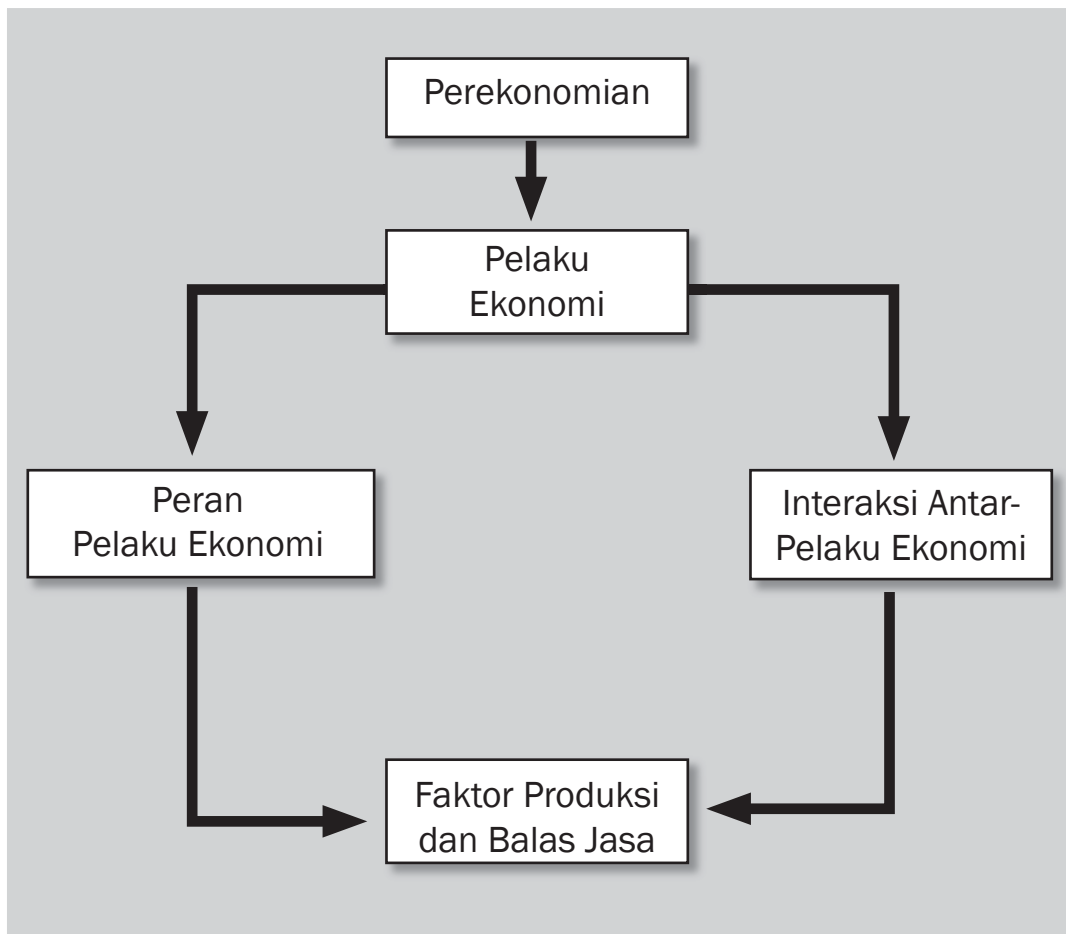 Perekonomian
Pelaku
Ekonomi
Peran
Pelaku Ekonomi
Interaksi Antar-
Pelaku Ekonomi
Faktor Produksi
dan Balas Jasa